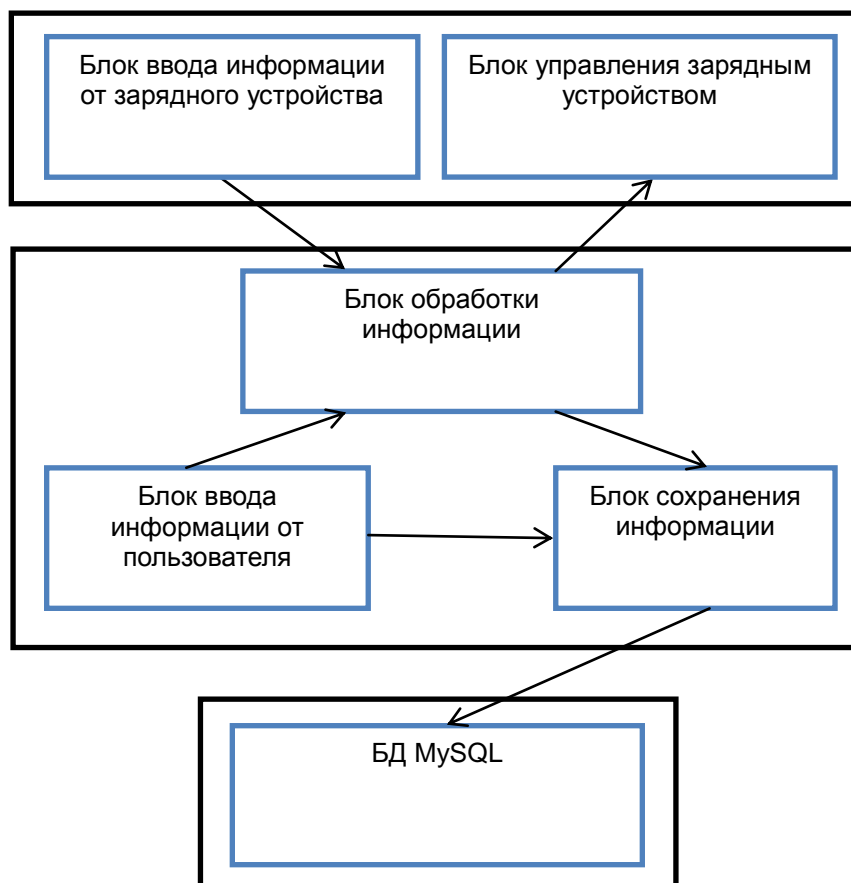 Блок ввода информации
от зарядного устройства
Блок управления зарядным
устройством
Блок обработки
информации
Блок ввода
информации от
пользователя
Блок сохранения
информации
БД MySQL